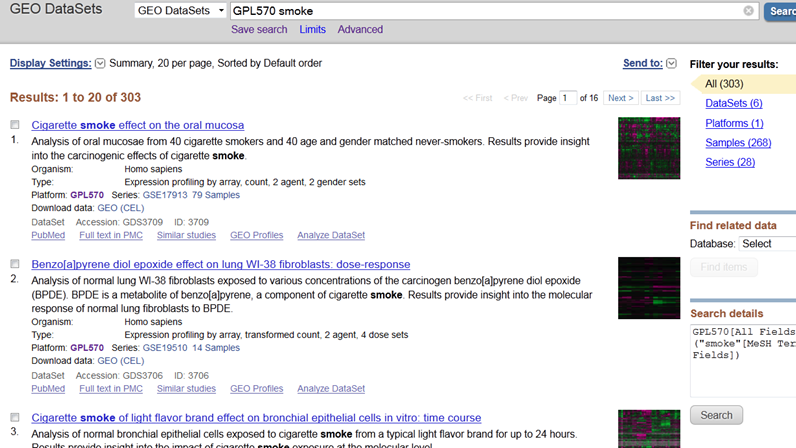 GEO DataSets
GEO DataSets
GPL570 smoke
Search
Save search Limits Advanced
Display Settings: Summary, 20 per page, Sorted by Default order
Send to:
Results: 1 to 20 of 303
<< First < Prev Page 1 of 16 Next > Last >>
1.
Cigarette smoke effect on the oral mucosa
Analysis of oral mucosae from 40 cigarette smokers and 40 age and gender matched never-smokers. Results provide insight
into the carcinogenic effects of cigarette smoke.
Organism: Homo sapiens
Type: Expression profiling by array, count, 2 agent, 2 gender sets
Platform: GPL570 Series: GSE17913 79 Samples
Download data: GEO (CEL)
DataSet Accession: GDS3709 ID: 3709
PubMed Full text in PMC Similar studies GEO Profiles Analyze DataSet
2.
Benzo[a]pyrene diol epoxide effect on lung WI-38 fibroblasts: dose-response
Analysis of normal lung WI-38 fibroblasts exposed to various concentrations of the carcinogen benzo[a]pyrene diol epoxide
(BPDE). BPDE is a metabolite of benzo[a]pyrene, a component of cigarette smoke. Results provide insight into the molecular
response of normal lung fibroblasts to BPDE.
Organism: Homo sapiens
Type: Expression profiling by array, transformed count, 2 agent, 4 dose sets
Platform: GPL570 Series: GSE19510 14 Samples
Download data: GEO (CEL)
DataSet Accession: GDS3706 ID: 3706
PubMed Full text in PMC Similar studies GEO Profiles Analyze DataSet
3.
Cigarette smoke of light flavor brand effect on bronchial epithelial cells in vitro: time course
Analysis of normal bronchial epithelial cells exposed to cigarette smoke from a typical light flavor brand for up to 24 hours.
Results provide insight into the impact of cigarette smoke exposure at the molecular level.
Filter your results:
All (303)
DataSets (6)
Platforms (1)
Samples (268)
Series (28)
Find related data
Database: Select
Find items
Search details
GPL570[All Fields
("smoke"[MeSH Ter
Fields])
Search